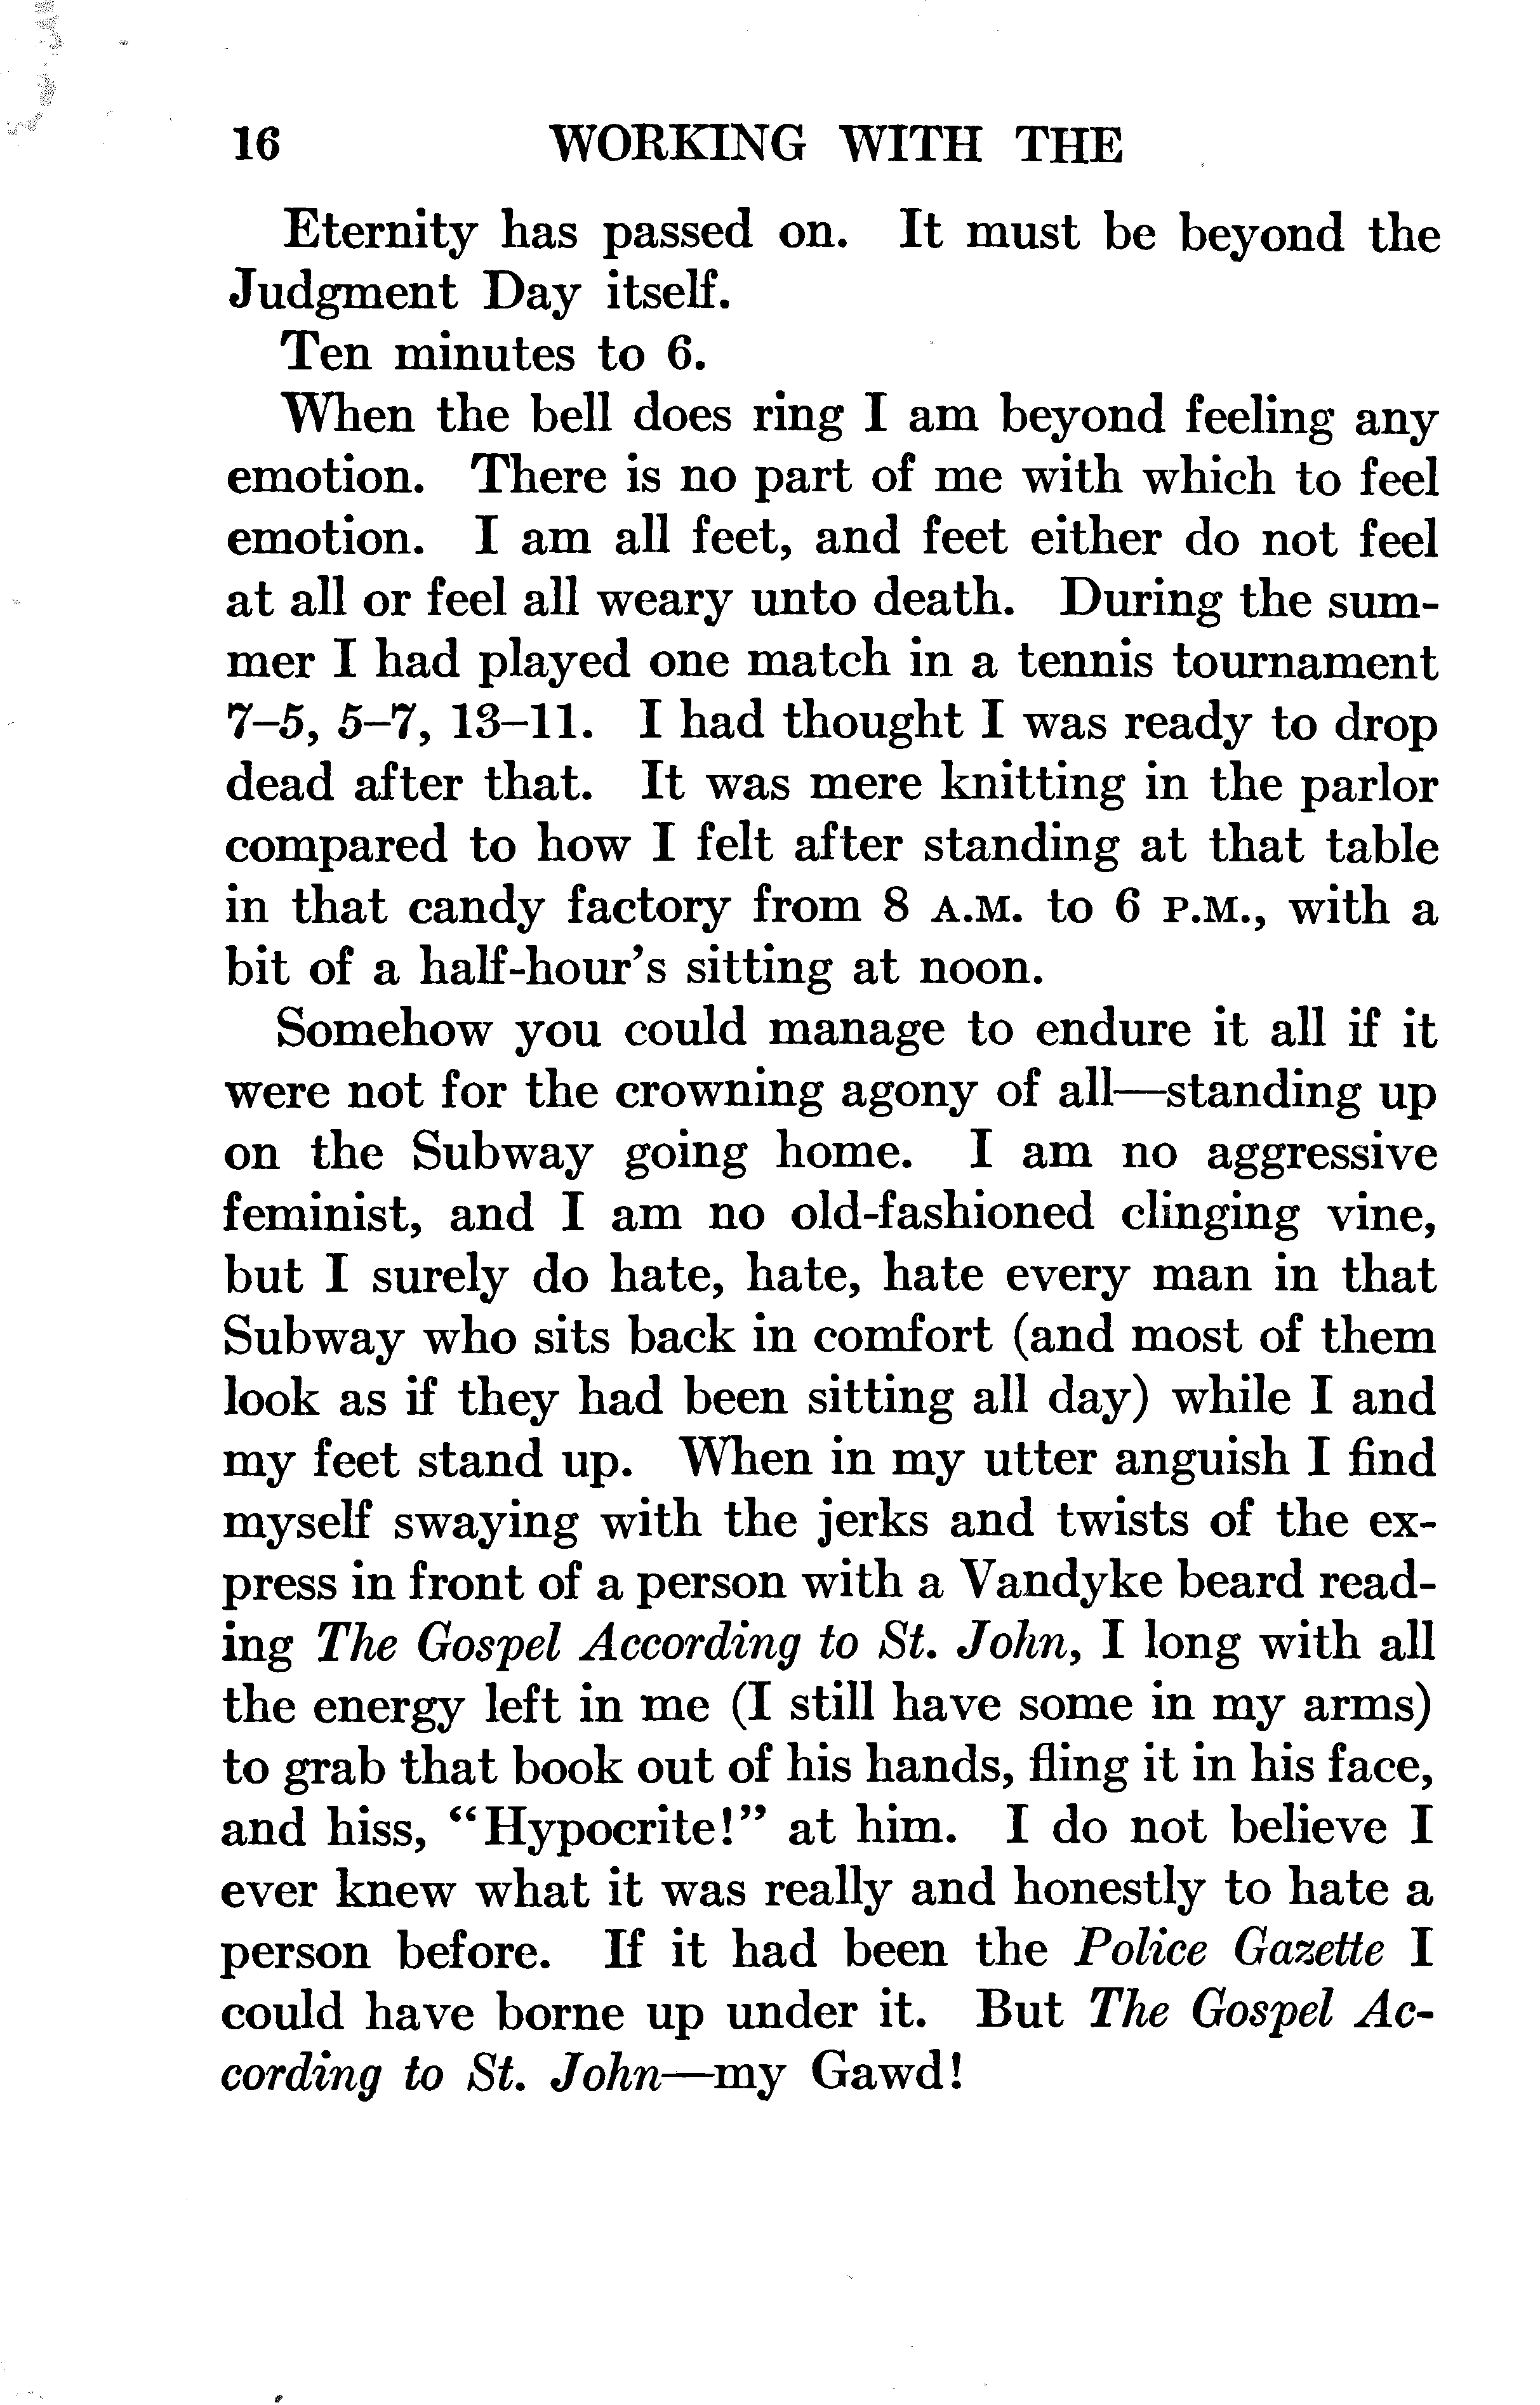 16 WORKING WITH THE
Eternity has passed on. It must be beyond the
Judgment Day itself.
Ten minutes to 6.
When the bell does ring I am beyond feeling any
emotion. There is no part of me with which to feel
emotion. I am all feet, and feet either do not feel
at all or feel all weary unto death. During the sum-
mer I had played one match in a tennis tournament
7–5, 5–7, 13–11. I had thought I was ready to drop
dead after that. It was mere knitting in the parlor
compared to how I felt after standing at that table
in that candy factory from 8 A.M. to 6 P.M., with a
bit of a half-hour's sitting at noon.
Somehow you could manage to endure it all if it
were not for the crowning agony of all—standing up
on the Subway going home. I am no aggressive
feminist, and I am no old-fashioned clinging vine,
but I surely do hate, hate, hate every man in that
Subway who sits back in comfort (and most of them
look as if they had been sitting all day) while I and
my feet stand up. When in my utter anguish I find
myself swaying with the jerks and twists of the ex-
press in front of a person with a Vandyke beard read-
ing The Gospel According to St. John, I long with all
the energy left in me (I still have some in my arms)
to grab that book out of his hands, fling it in his face,
and hiss, “Hypocrite!” at him. I do not believe I
ever knew what it was really and honestly to hate a
person before. If it had been the Police Gazette I
could have borne up under it. But The Gospel Ac-
cording to St. John—my Gawd!